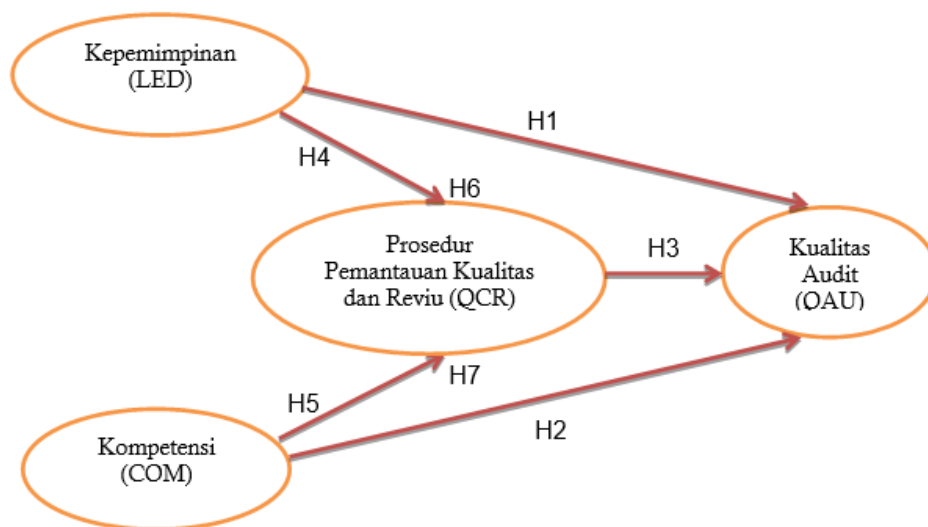 Kepemimpinan
(LED)
H1
H4
H6
Prosedur
Pemantauan Kualitas
dan Reviu (QCR)
H3
Kualitas
Audit
(QAU)
H7
H5
H2
Kompetensi
(COM)